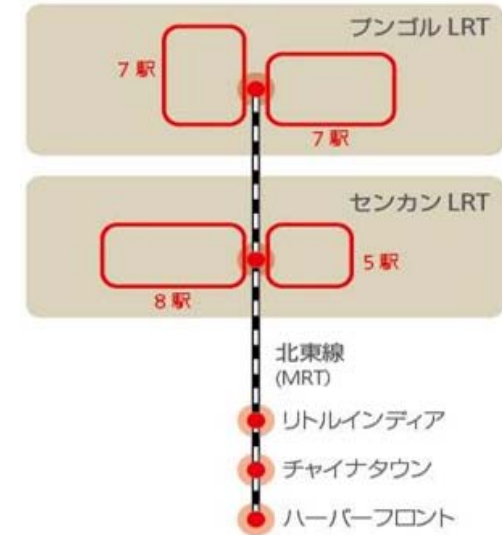 プンゴル LRT
7 駅
7 駅
センカン LRT
5 駅
8 駅
北東線
(MRT)
リトルインディア
チャイナタウン
ハーバーフロント